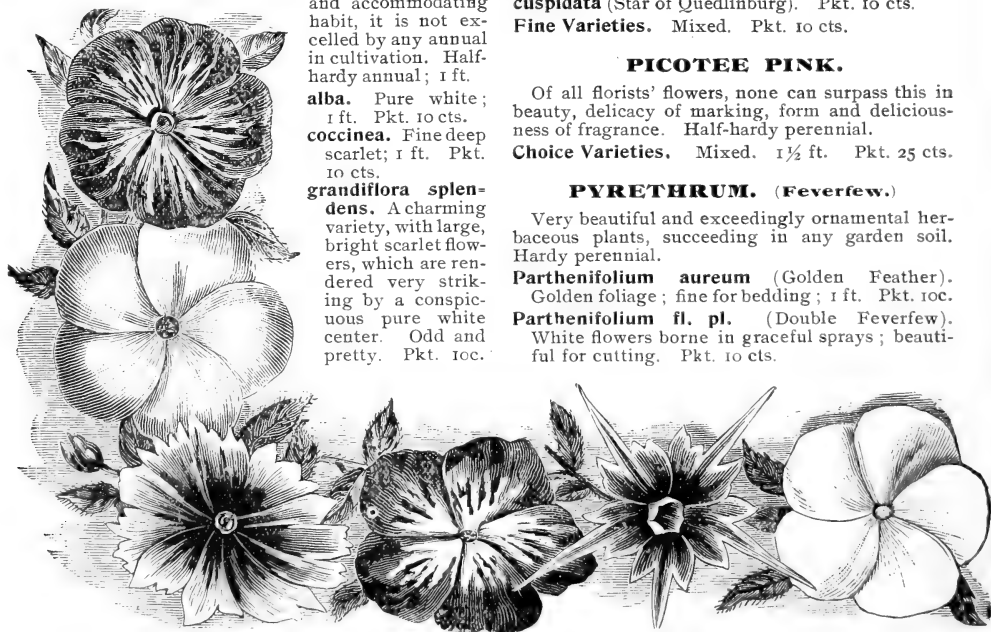 and accommodating
habit, it is not ex-
celled by any annual
in cultivation. Half-
hardy annual; 1 ft.
alba. Pure white;
1 ft. Pkt. 10 cts.
coccinea. Fine deep
scarlet; 1 ft. Pkt.
10 cts.
grandiflora splen-
dens. A charming
variety, with large,
bright scarlet flow-
ers, which are ren-
dered very strik-
ing by a conspic-
uous pure white
center. Odd and
pretty. Pkt. 10c.
cuspidata (Star of Quedlinburg). Pkt. 10 cts.
Fine Varieties. Mixed. Pkt. 10 cts.
PICOTEE PINK.
Of all florists' flowers, none can surpass this in
beauty, delicacy of marking, form and delicious-
ness of fragrance. Half-hardy perennial.
Choice Varieties. Mixed. 1½ ft. Pkt. 25 cts.
PYRETHRUM. (Feverfew.)
Very beautiful and exceedingly ornamental her-
baceous plants, succeeding in any garden soil.
Hardy perennial.
Parthenifolium aureum (Golden Feather).
Golden foliage; fine for bedding; 1 ft. Pkt. 10c.
Parthenifolium fl. pl. (Double Feverfew).
White flowers borne in graceful sprays; beauti-
ful for cutting. Pkt. 10 cts.